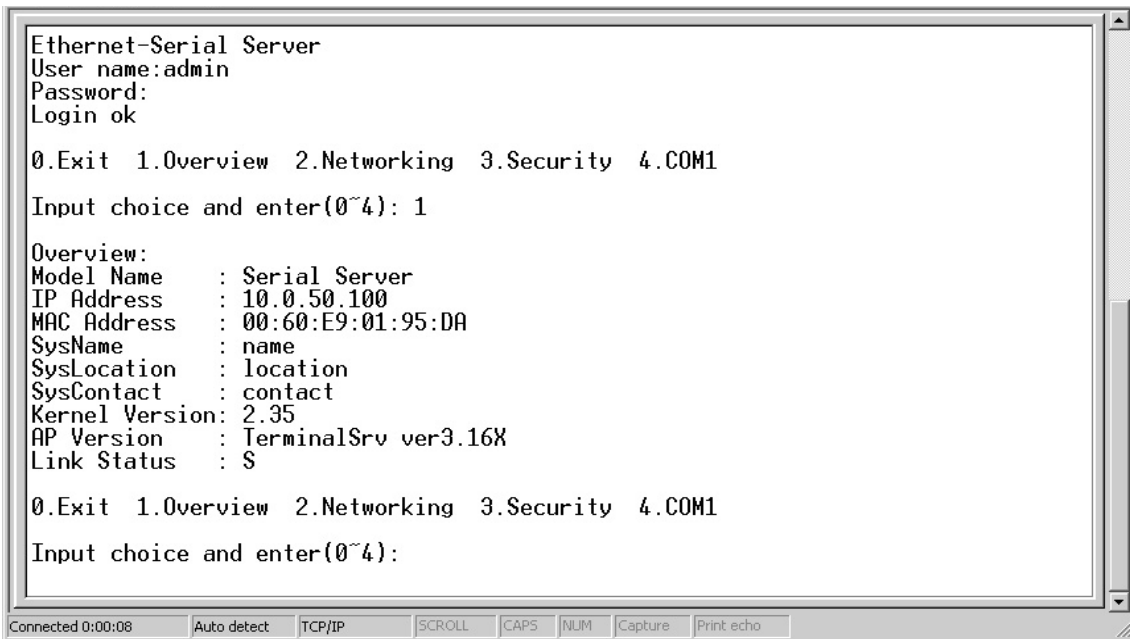 Ethernet-Serial Server
User name:admin
Password:
Login ok
0.Exit 1.Overview 2.Networking 3.Security 4.COM1
Input choice and enter(0~4): 1
Overview:
Model Name : Serial Server
IP Address : 10.0.50.100
MAC Address : 00:60:E9:01:95:DA
SysName : name
SysLocation : location
SysContact : contact
Kernel Version: 2.35
AP Version : TerminalSrv ver3.16X
Link Status : S
0.Exit 1.Overview 2.Networking 3.Security 4.COM1
Input choice and enter(0~4):
Connected 0:00:08 Auto detect TCP/IP SCROLL CAPS NUM Capture Print echo